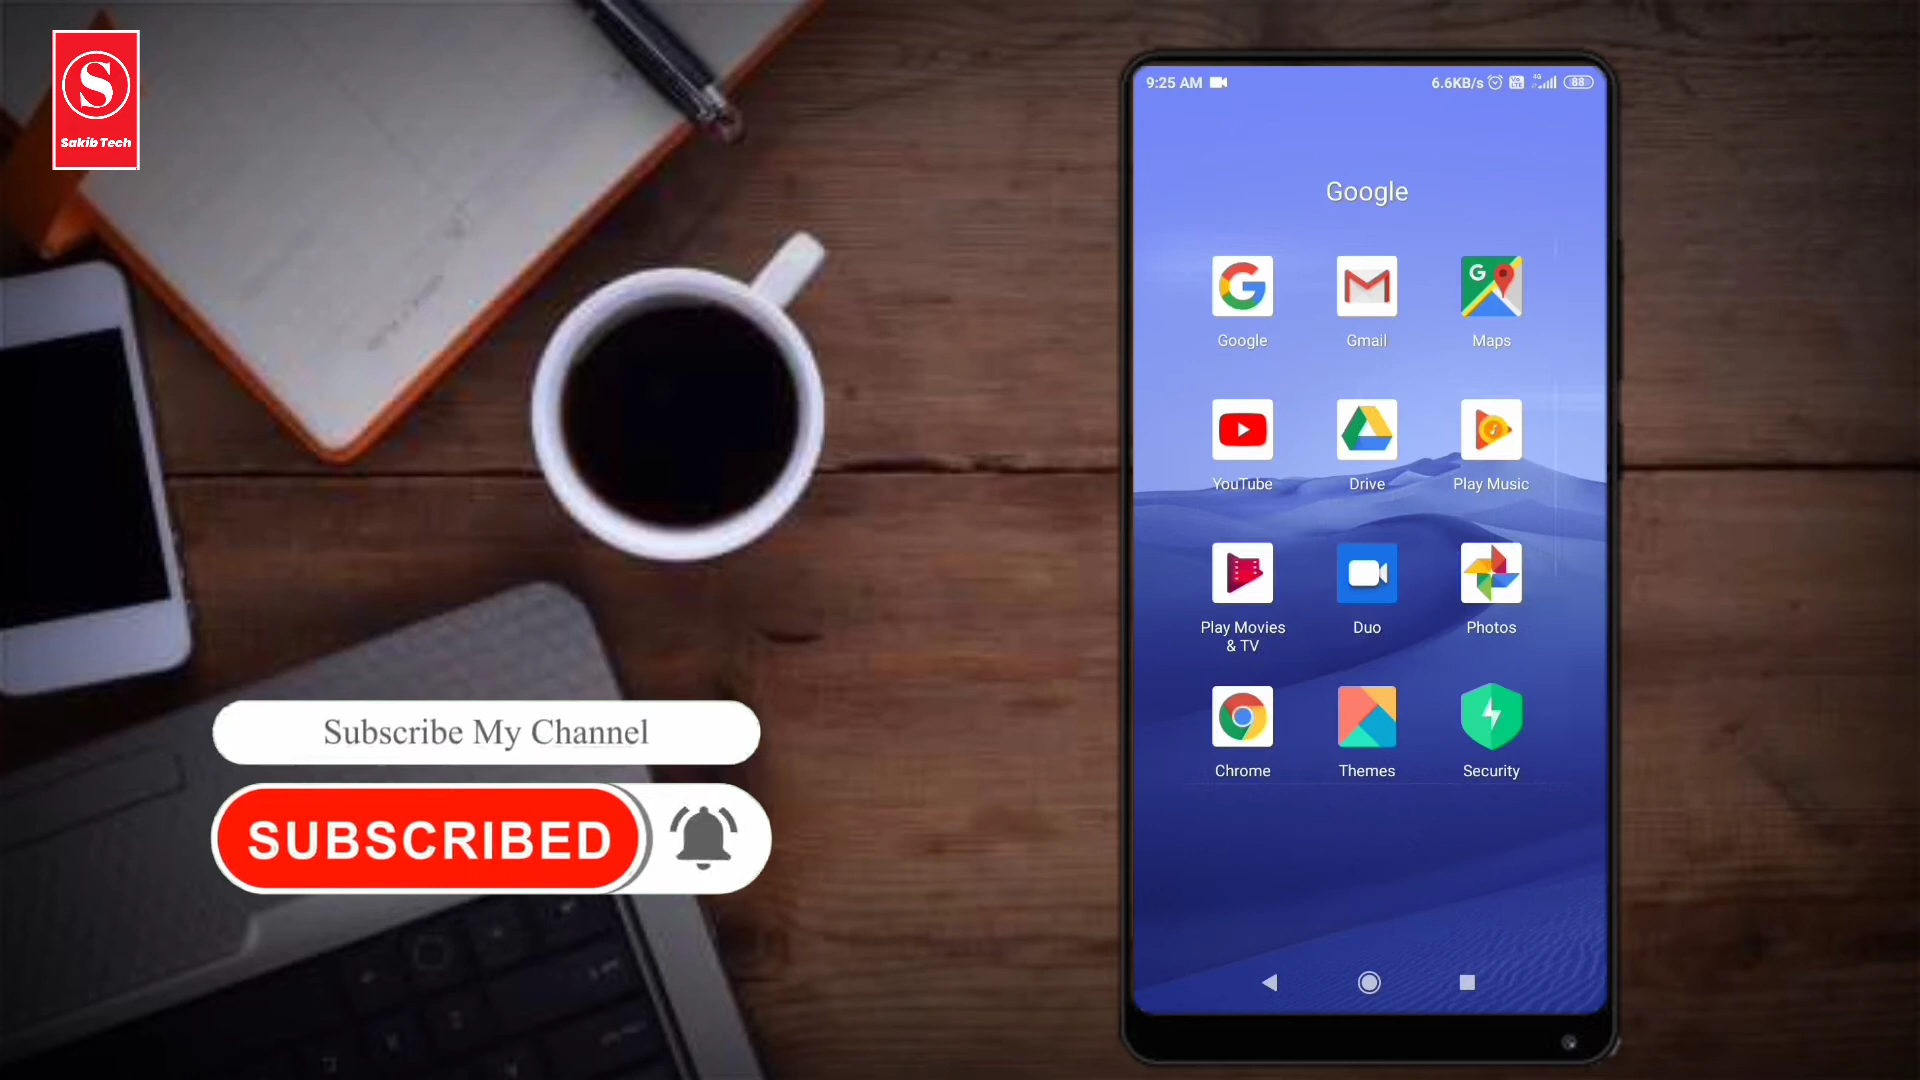 S
Sakib Tech
9:25 AM
6.6KB/s
4G
88
Google
Google
Gmail
Maps
YouTube
Drive
Play Music
Play Movies
& TV
Duo
Photos
Chrome
Themes
Security
Subscribe My Channel
SUBSCRIBED